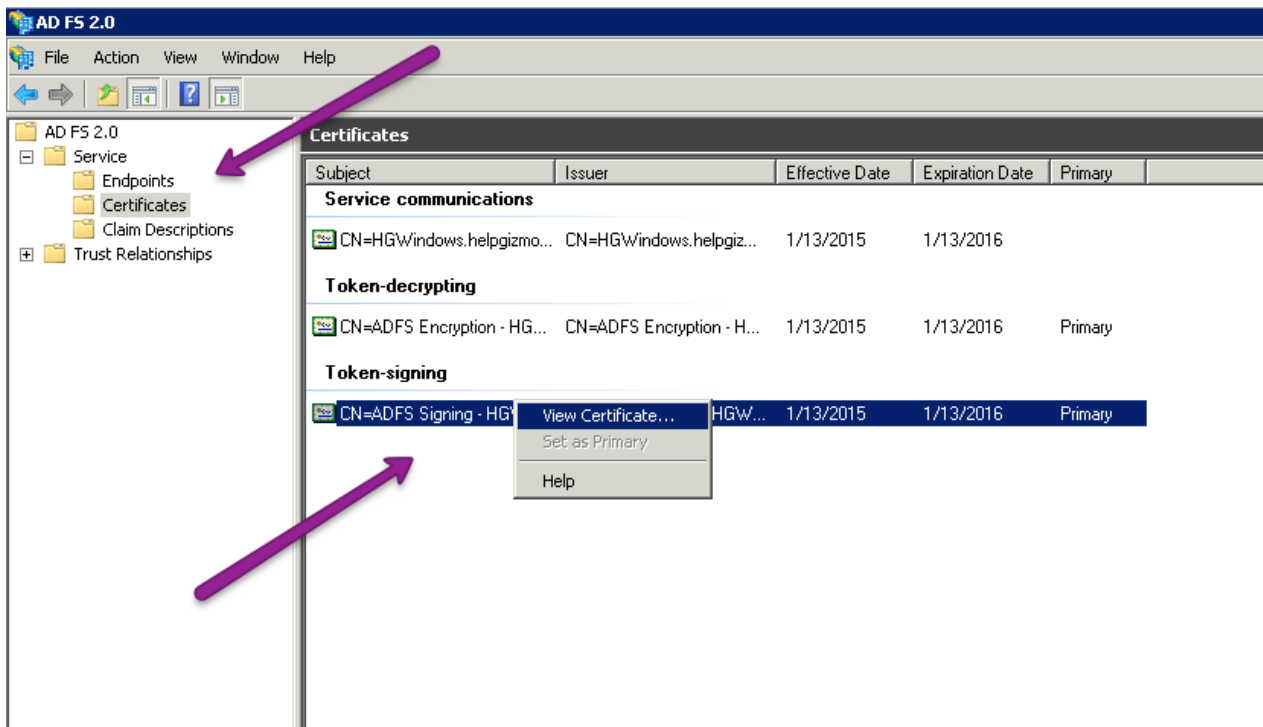 AD FS 2.0
File Action View Window Help
AD FS 2.0
Service
Endpoints
Certificates
Claim Descriptions
Trust Relationships
Certificates
Subject Issuer Effective Date Expiration Date Primary
Service communications
CN=HGWindows.helpgizmo... CN=HGWindows.helpgiz... 1/13/2015 1/13/2016
Token-decrypting
CN=ADFS Encryption - HG... CN=ADFS Encryption - H... 1/13/2015 1/13/2016 Primary
Token-signing
CN=ADFS Signing - HGW HGW... 1/13/2015 1/13/2016 Primary
View Certificate...
Set as Primary
Help